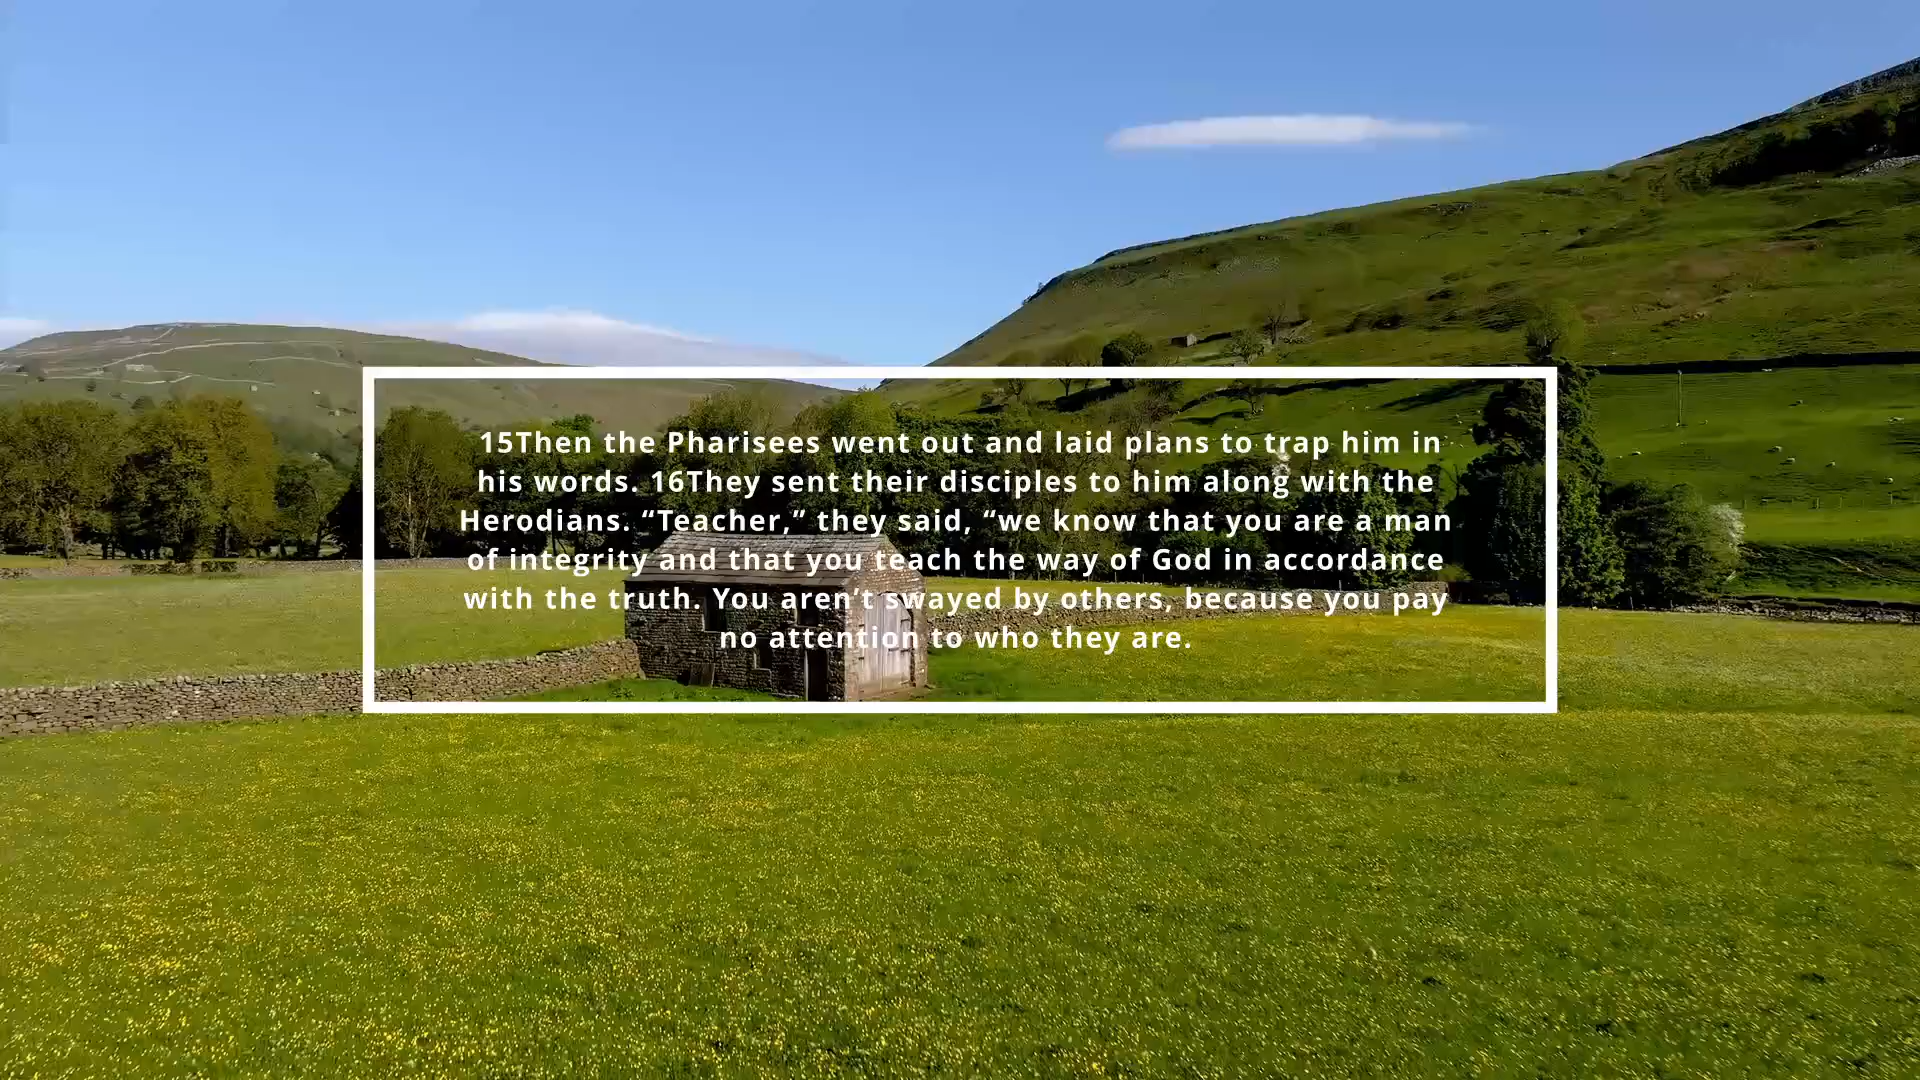 15Then the Pharisees went out and laid plans to trap him in
his words. 16They sent their disciples to him along with the
Herodians. “Teacher,” they said, “we know that you are a man
of integrity and that you teach the way of God in accordance
with the truth. You aren’t swayed by others, because you pay
no attention to who they are.